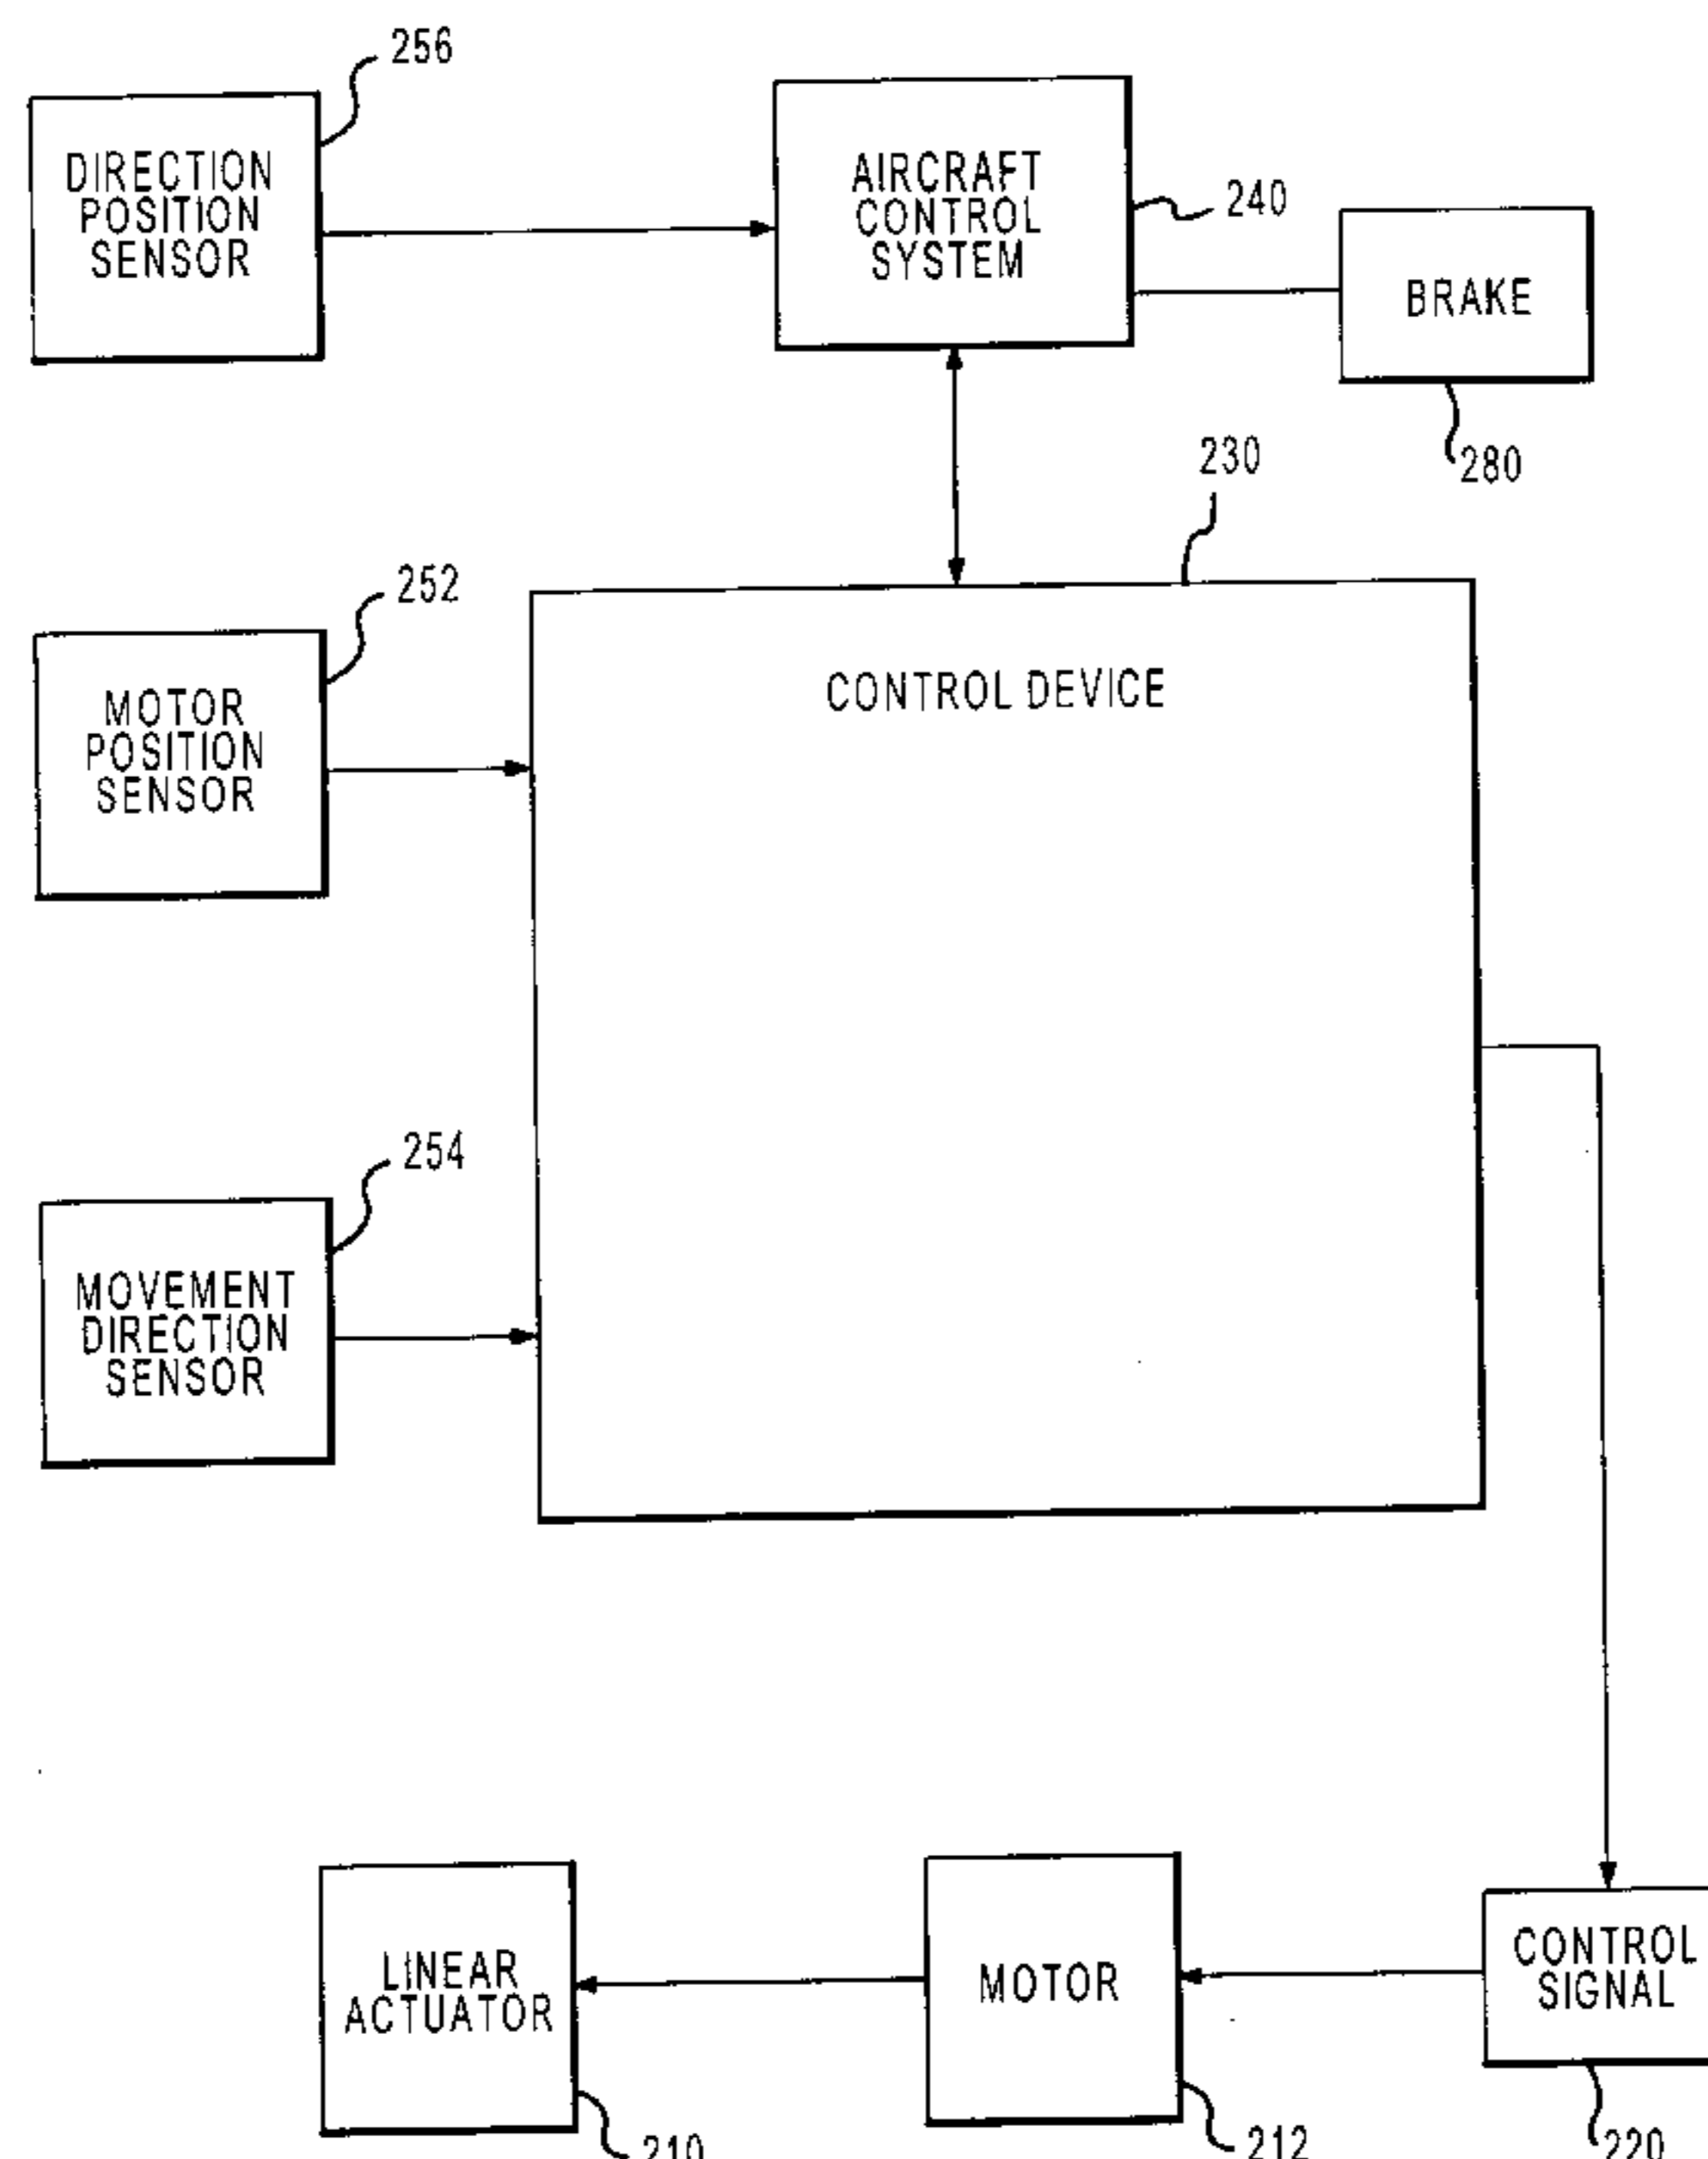 256
DIRECTION
POSITION
SENSOR
AIRCRAFT
CONTROL
SYSTEM
240
BRAKE
280
230
252
MOTOR
POSITION
SENSOR
CONTROL DEVICE
254
MOVEMENT
DIRECTION
SENSOR
LINEAR
ACTUATOR
210
MOTOR
212
CONTROL
SIGNAL
220